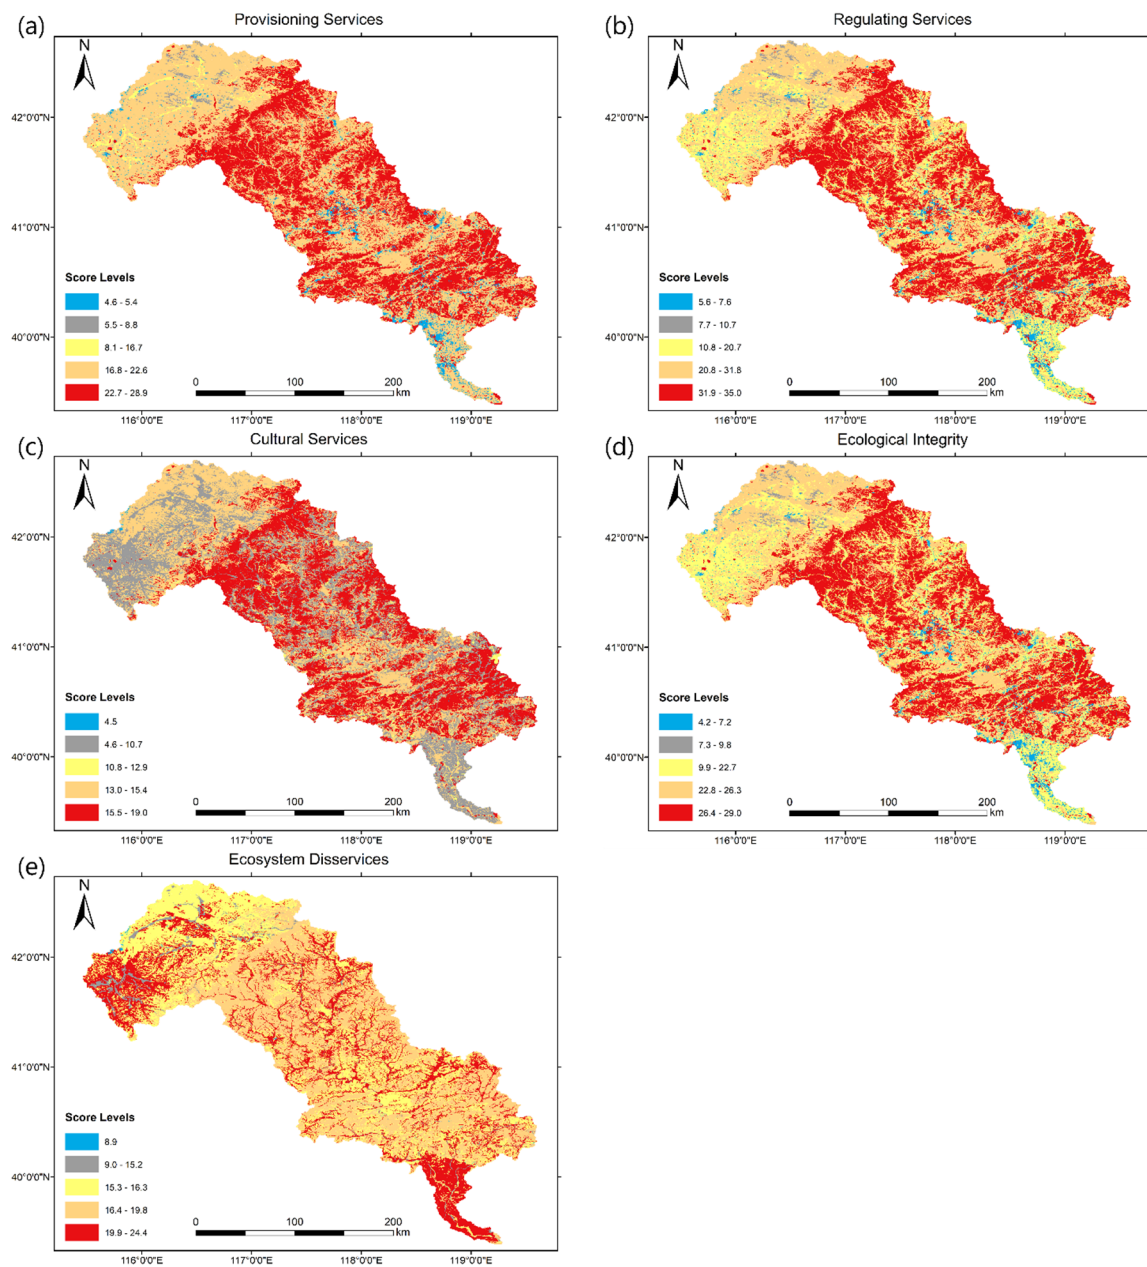 (a)
Provisioning Services
N
42°0'0"N
41°0'0"N
40°0'0"N
Score Levels
4.6 - 5.4
5.5 - 8.8
8.1 - 16.7
16.8 - 22.6
22.7 - 28.9
0 100 200
km
116°0'0"E 117°0'0"E 118°0'0"E 119°0'0"E
(b)
Regulating Services
N
42°0'0"N
41°0'0"N
40°0'0"N
Score Levels
5.6 - 7.6
7.7 - 10.7
10.8 - 20.7
20.8 - 31.8
31.9 - 35.0
0 100 200
km
116°0'0"E 117°0'0"E 118°0'0"E 119°0'0"E
(c)
Cultural Services
N
42°0'0"N
41°0'0"N
40°0'0"N
Score Levels
4.5
4.6 - 10.7
10.8 - 12.9
13.0 - 15.4
15.5 - 19.0
0 100 200
km
116°0'0"E 117°0'0"E 118°0'0"E 119°0'0"E
(d)
Ecological Integrity
N
42°0'0"N
41°0'0"N
40°0'0"N
Score Levels
4.2 - 7.2
7.3 - 9.8
9.9 - 22.7
22.8 - 26.3
26.4 - 29.0
0 100 200
km
116°0'0"E 117°0'0"E 118°0'0"E 119°0'0"E
(e)
Ecosystem Disservices
N
42°0'0"N
41°0'0"N
40°0'0"N
Score Levels
8.9
9.0 - 15.2
15.3 - 16.3
16.4 - 19.8
19.9 - 24.4
0 100 200
km
116°0'0"E 117°0'0"E 118°0'0"E 119°0'0"E